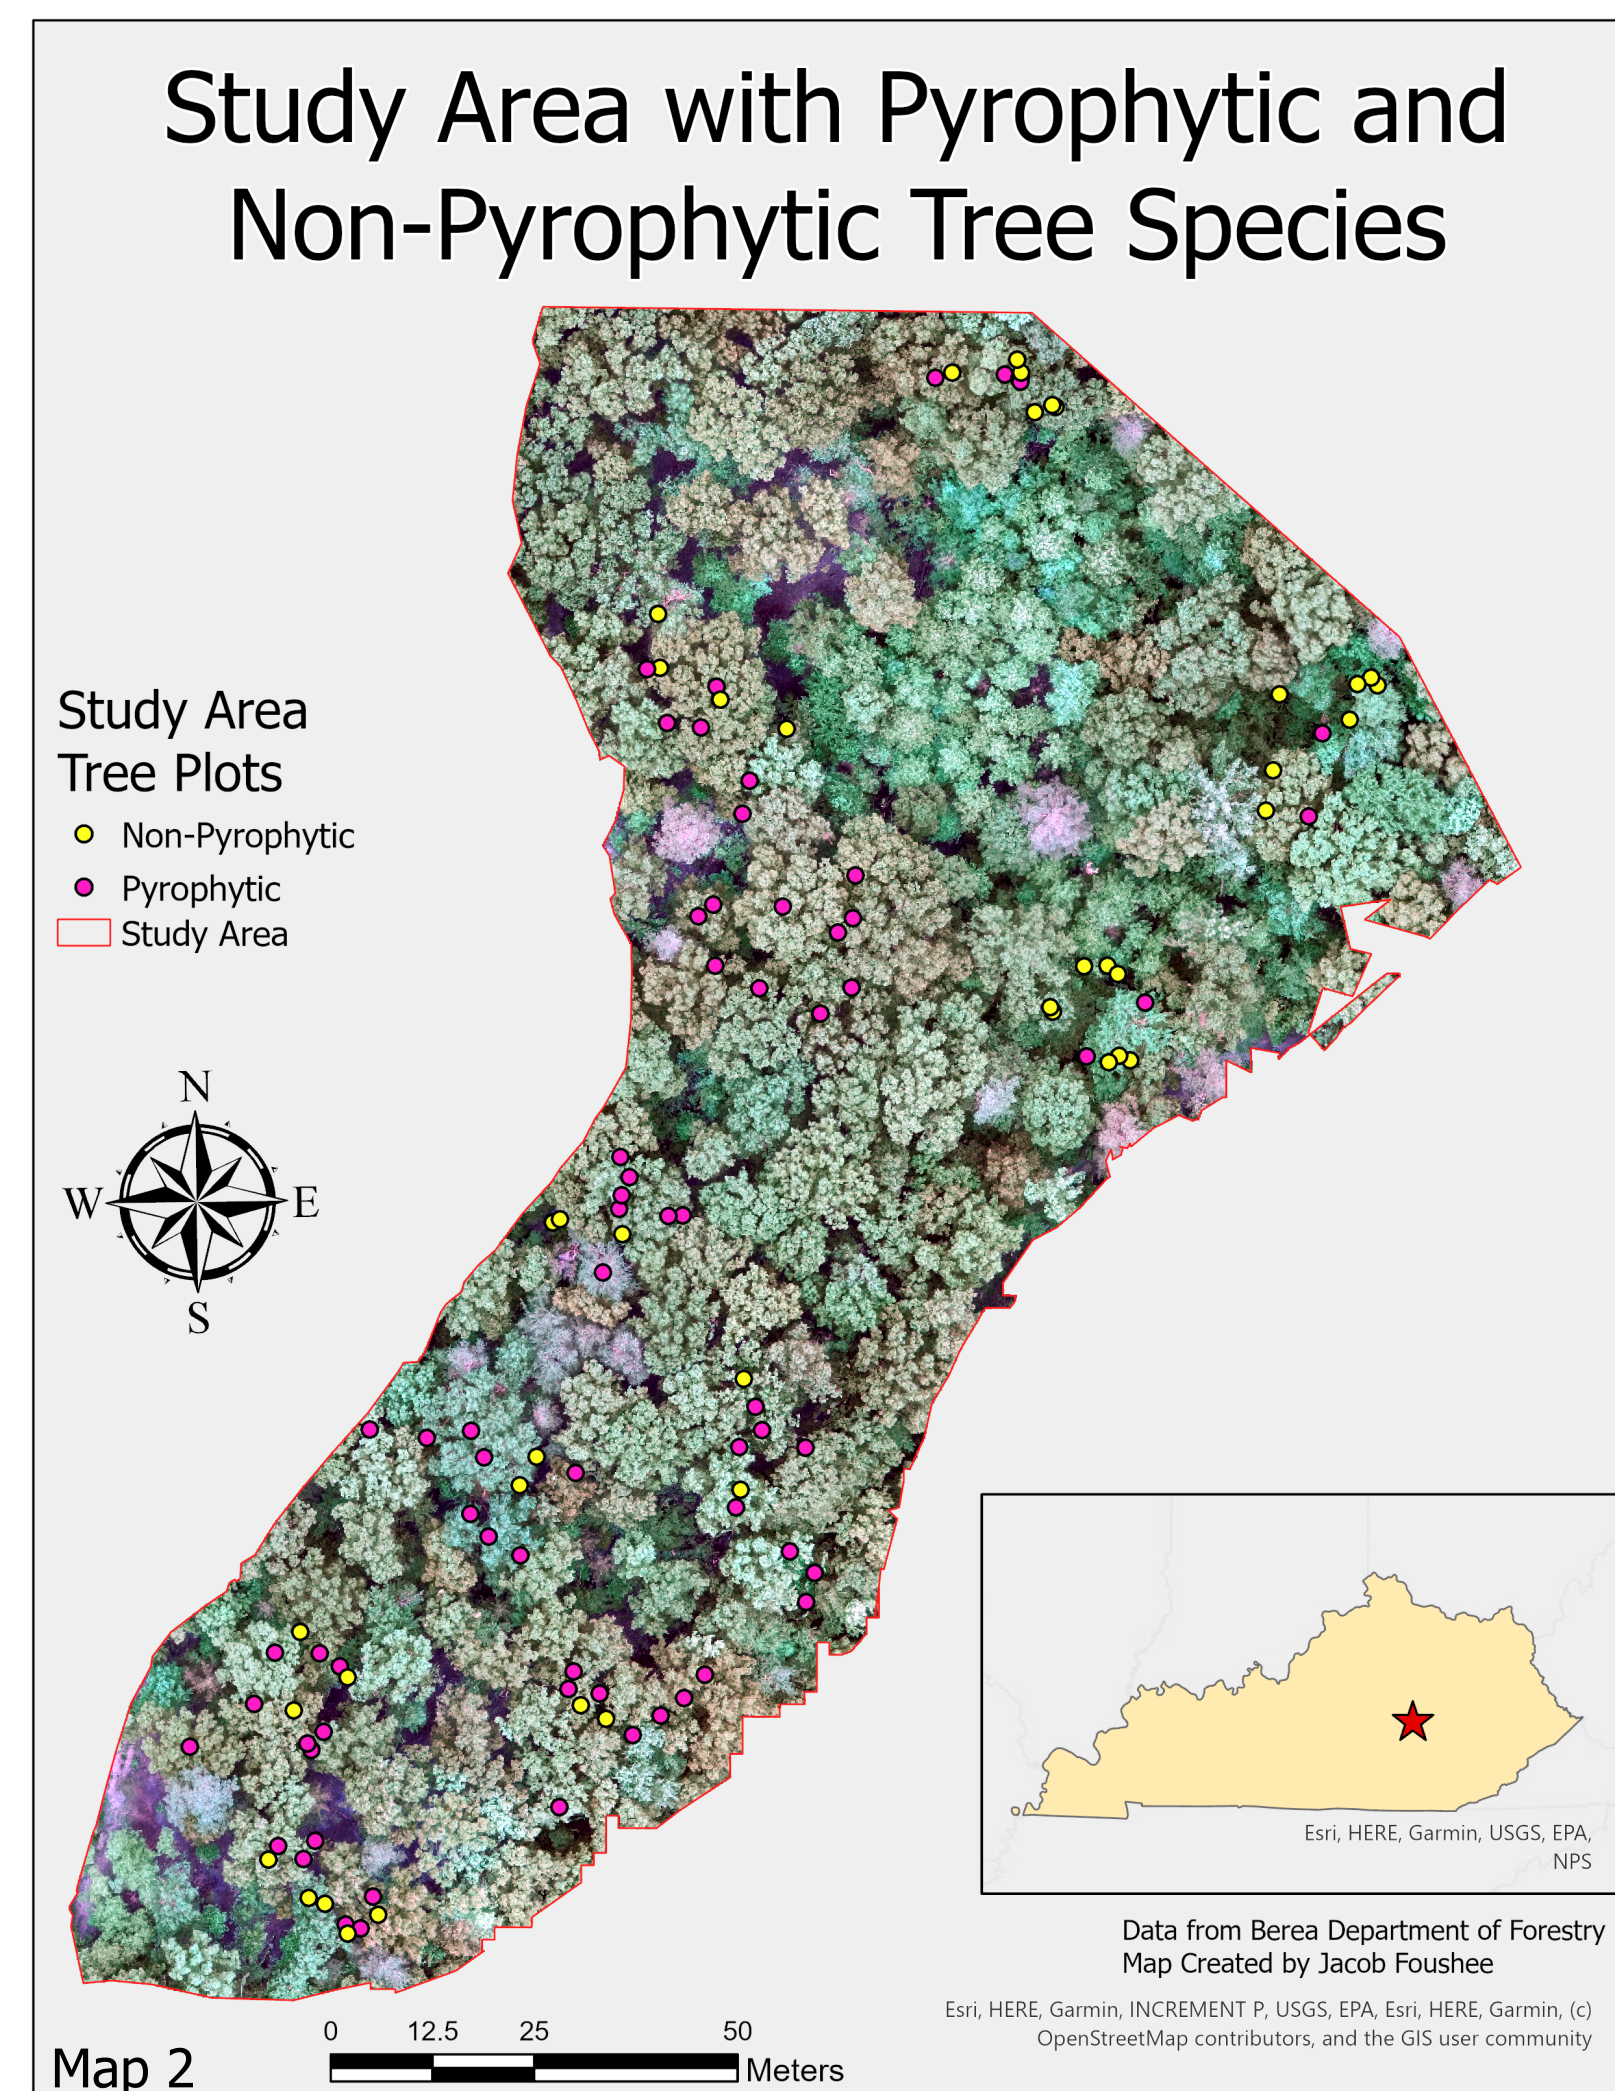 Study Area with Pyrophytic and
Non-Pyrophytic Tree Species
Study Area
Tree Plots
Non-Pyrophytic
Pyrophytic
Study Area
N
W E
S
Esri, HERE, Garmin, USGS, EPA,
NPS
Data from Berea Department of Forestry
Map Created by Jacob Foushee
Esri, HERE, Garmin, INCREMENT P, USGS, EPA, Esri, HERE, Garmin, (c)
OpenStreetMap contributors, and the GIS user community
0 12.5 25 50
Meters
Map 2